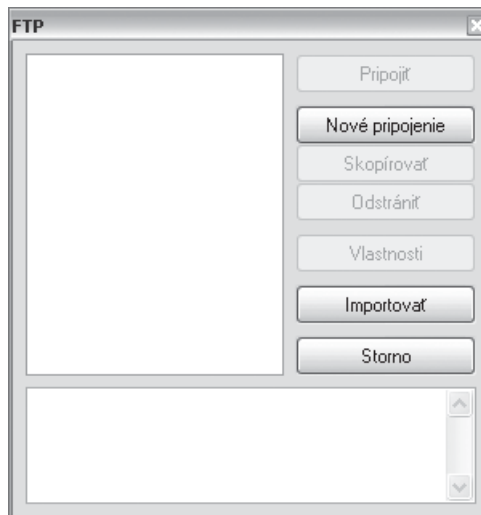 FTP
Pripojiť
Nové pripojenie
Skopírovať
Odstrániť
Vlastnosti
Importovať
Storno